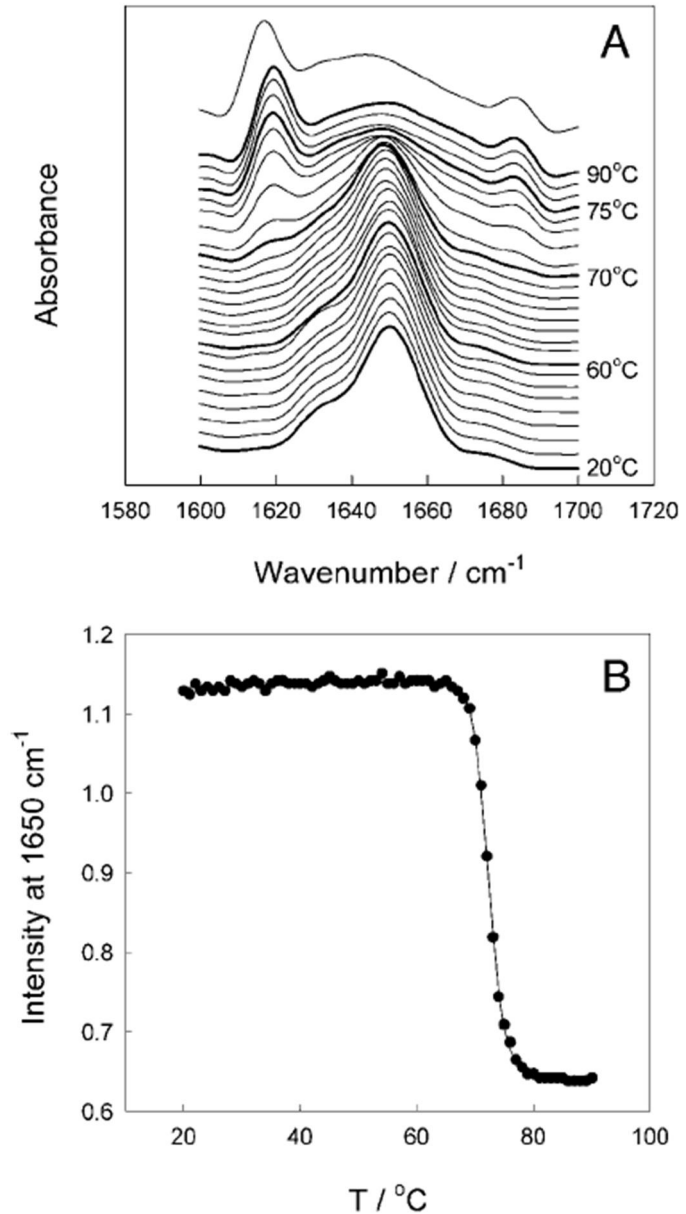 A
Absorbance
90°C
75°C
70°C
60°C
20°C
1580 1600 1620 1640 1660 1680 1700 1720
Wavenumber / cm⁻¹
B
Intensity at 1650 cm⁻¹
1.2
1.1
1.0
0.9
0.8
0.7
0.6
20 40 60 80 100
T / °C